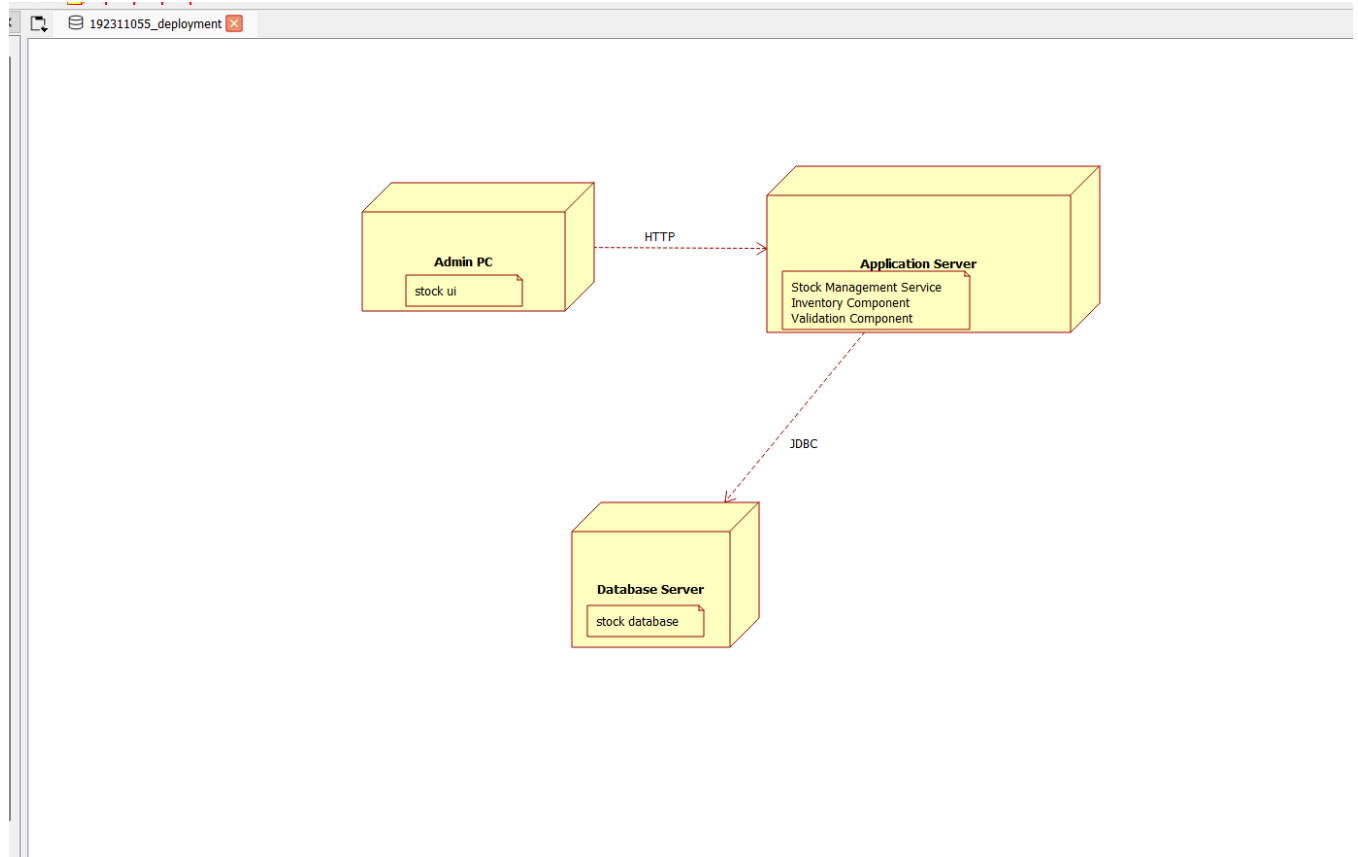 192311055_deployment
HTTP
Admin PC
stock ui
Application Server
Stock Management Service
Inventory Component
Validation Component
JDBC
Database Server
stock database